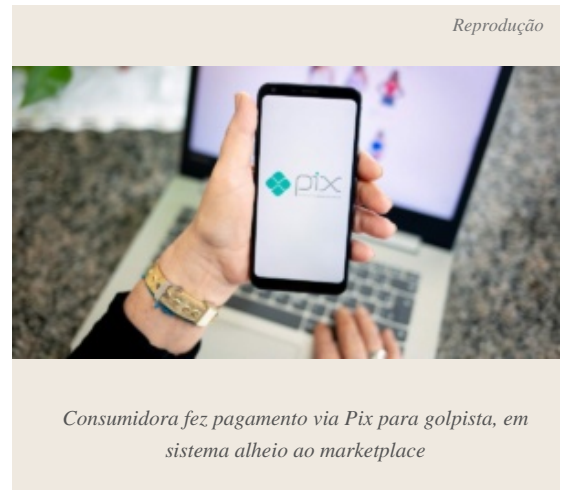 Reprodução
pix
Consumidora fez pagamento via Pix para golpista, em
sistema alheio ao marketplace